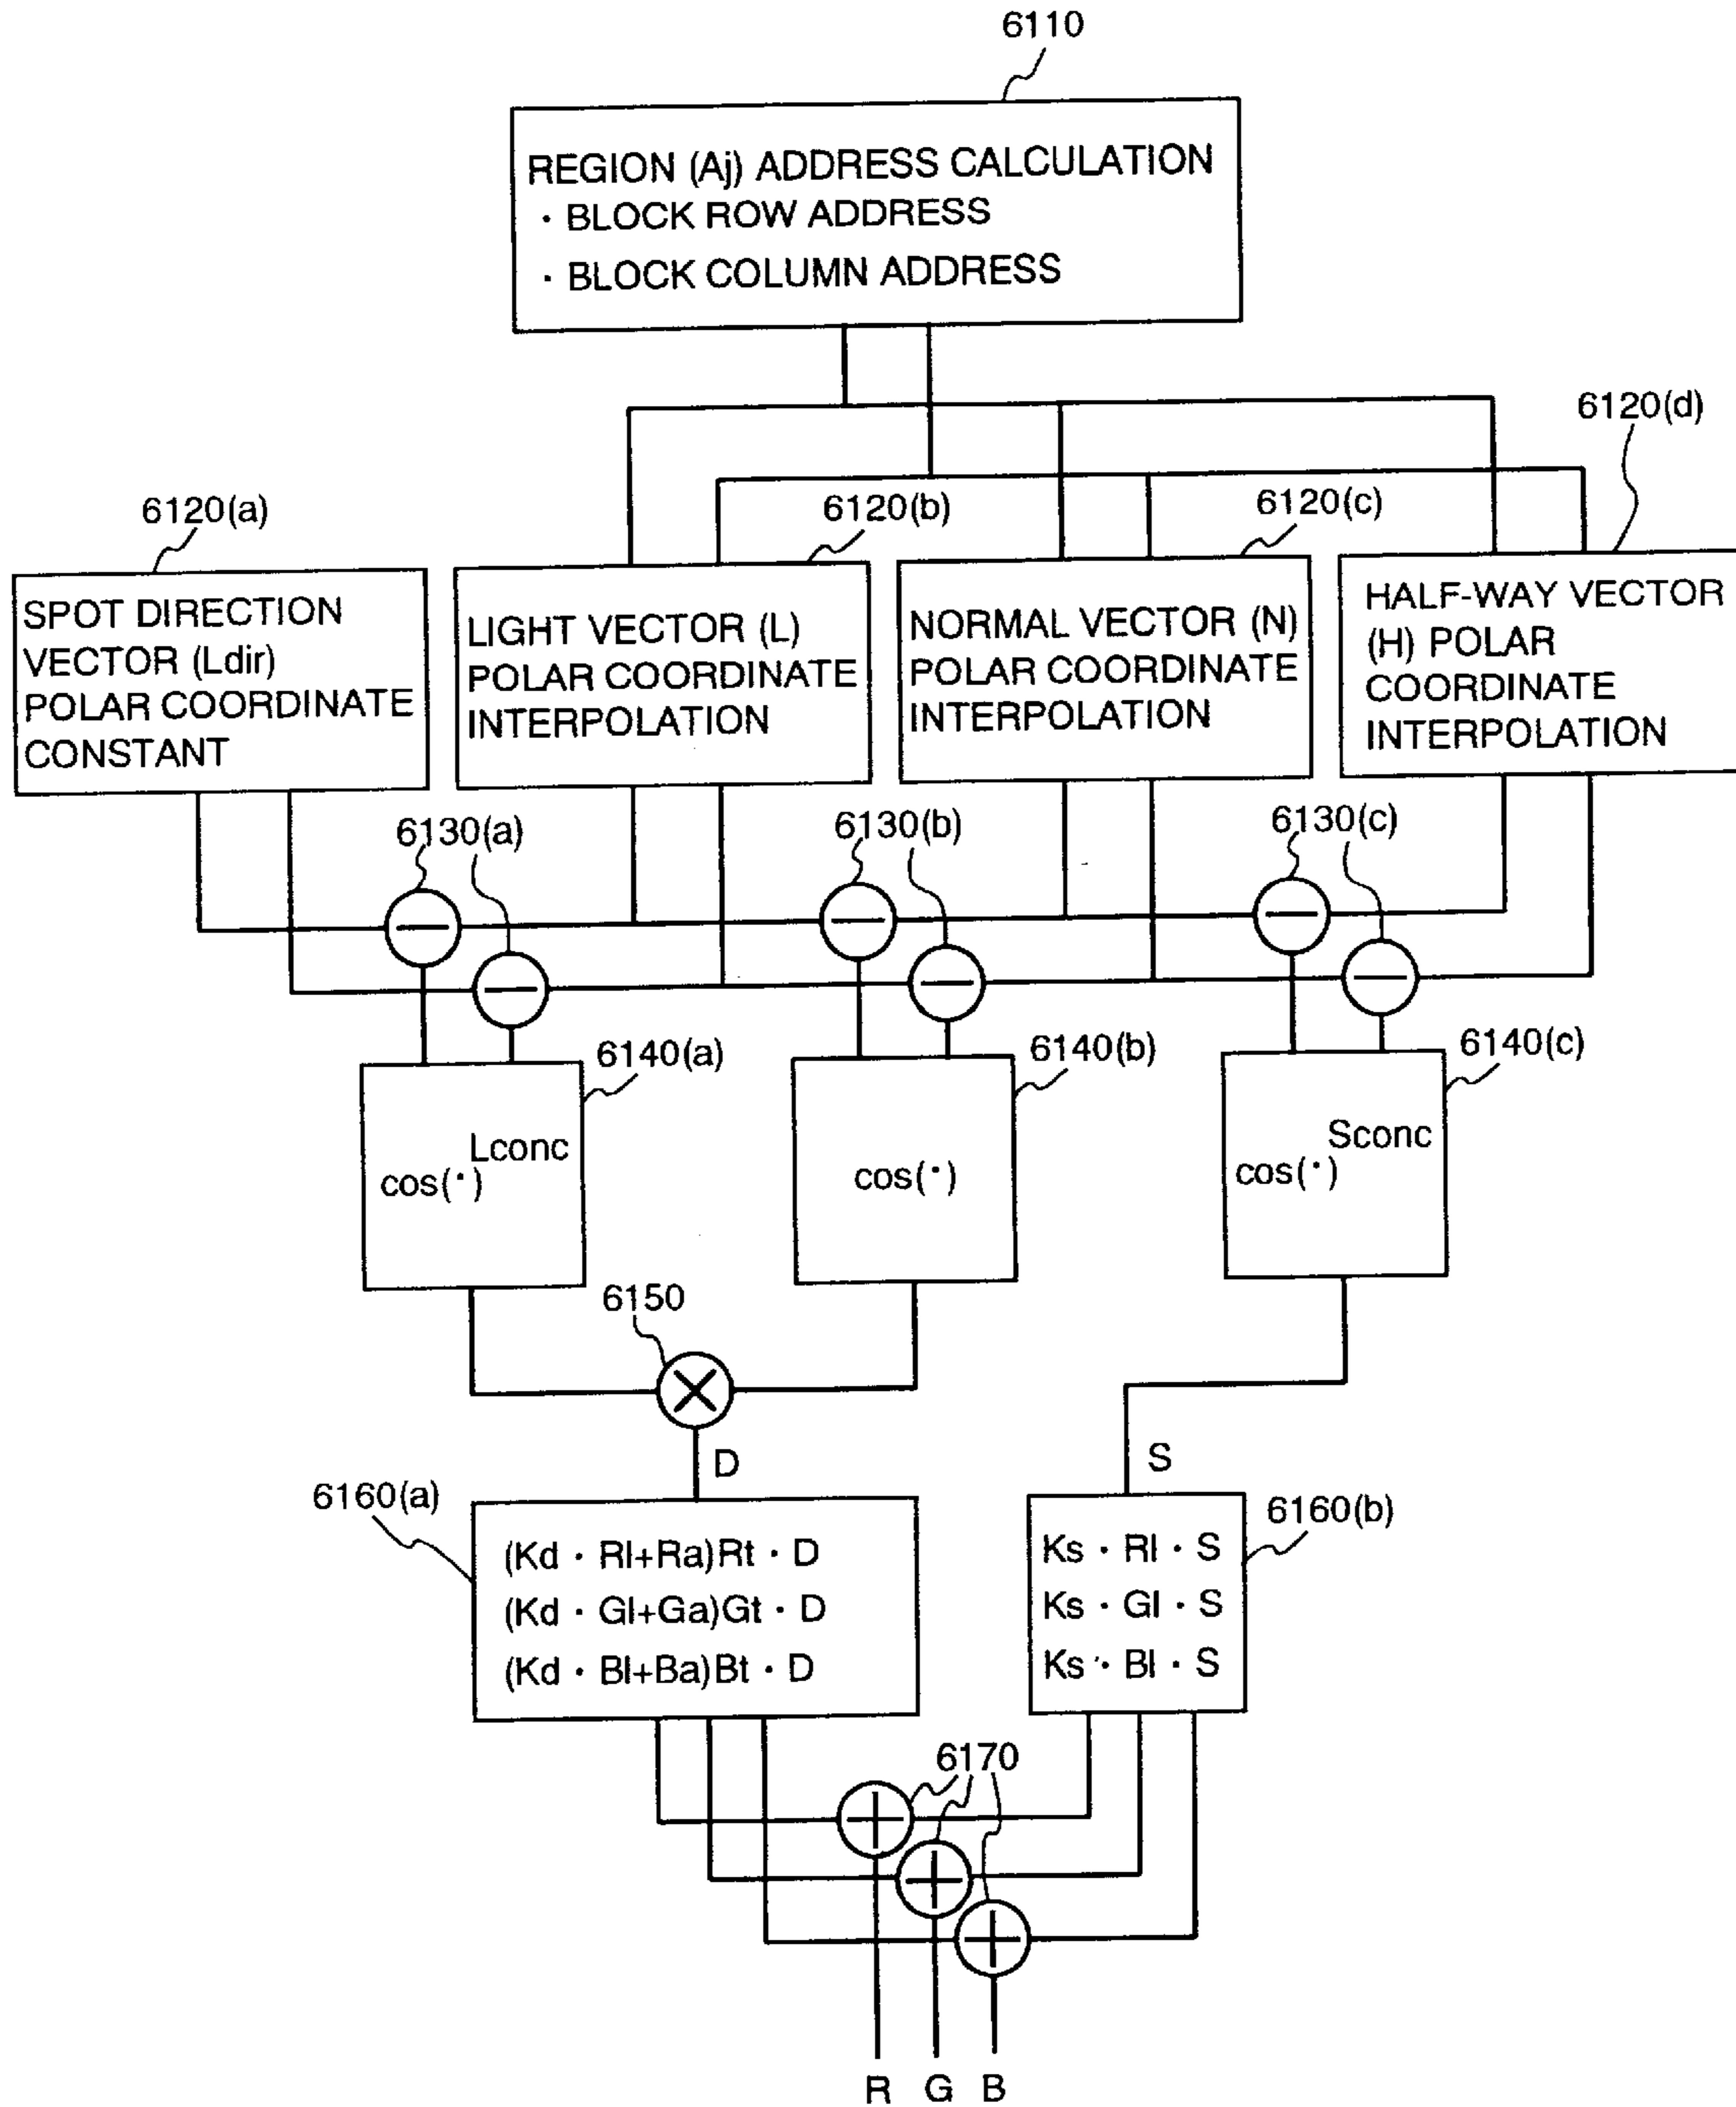 6110
REGION (Aj) ADDRESS CALCULATION
· BLOCK ROW ADDRESS
· BLOCK COLUMN ADDRESS
6120(d)
6120(a)
6120(b)
6120(c)
SPOT DIRECTION
VECTOR (Ldir)
POLAR COORDINATE
CONSTANT
LIGHT VECTOR (L)
POLAR COORDINATE
INTERPOLATION
NORMAL VECTOR (N)
POLAR COORDINATE
INTERPOLATION
HALF-WAY VECTOR
(H) POLAR
COORDINATE
INTERPOLATION
6130(a)
6130(b)
6130(c)
6140(a)
6140(b)
6140(c)
cos(·)Lconc
cos(·)
cos(·)Sconc
6150
D
S
6160(a)
6160(b)
(Kd · Rl+Ra)Rt · D
(Kd · Gl+Ga)Gt · D
(Kd · Bl+Ba)Bt · D
Ks · Rl · S
Ks · Gl · S
Ks · Bl · S
6170
R G B